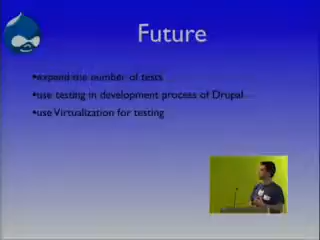 Future
•expand the number of tests
•use testing in development process of Drupal
•use Virtualization for testing